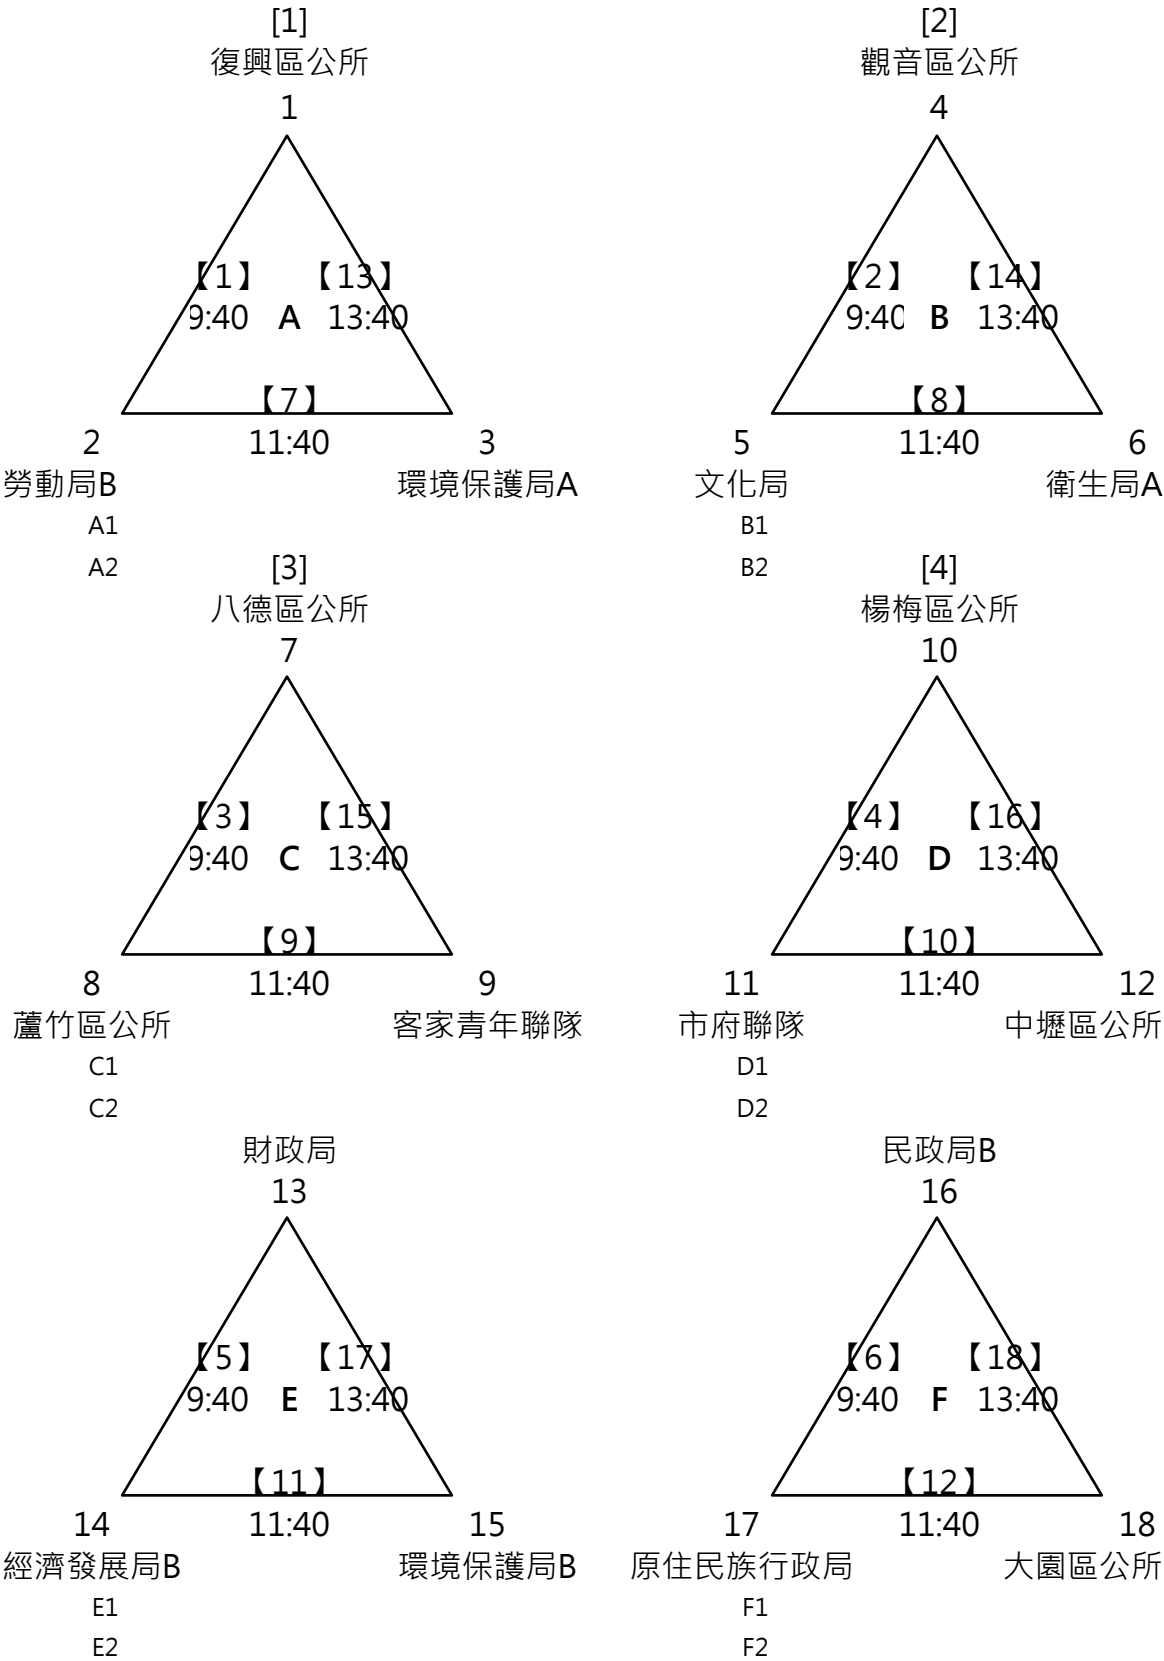 [1] [2]
復興區公所 觀音區公所
1 4
【1】 【13】 【2】 【14】
9:40 A 13:40 9:40 B 13:40
【7】 【8】
2 11:40 3 5 11:40 6
勞動局B 環境保護局A 文化局 衛生局A
A1 B1
A2 [3] B2 [4]
八德區公所 楊梅區公所
7 10
【3】 【15】 【4】 【16】
9:40 C 13:40 9:40 D 13:40
【9】 【10】
8 11:40 9 11 11:40 12
蘆竹區公所 客家青年聯隊 市府聯隊 中壢區公所
C1 D1
C2 D2
財政局 民政局B
13 16
【5】 【17】 【6】 【18】
9:40 E 13:40 9:40 F 13:40
【11】 【12】
14 11:40 15 17 11:40 18
經濟發展局B 環境保護局B 原住民族行政局 大園區公所
E1 F1
E2 F2